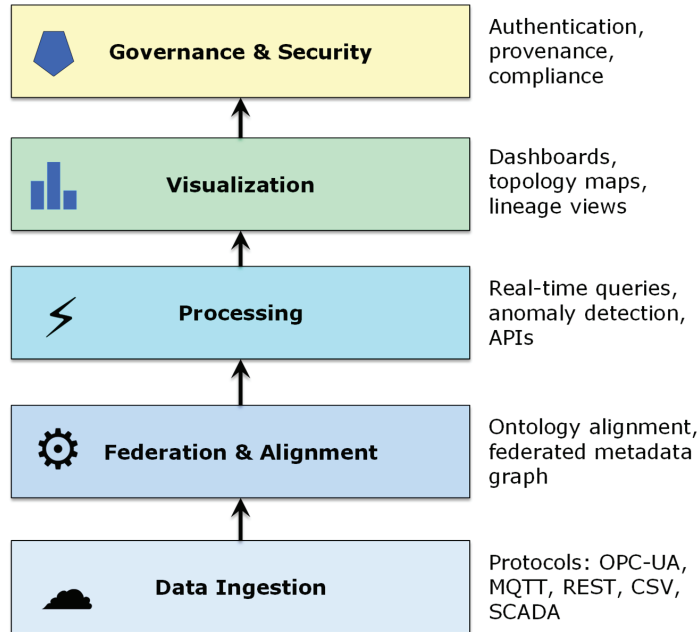 Governance & Security
Authentication,
provenance,
compliance
Visualization
Dashboards,
topology maps,
lineage views
Processing
Real-time queries,
anomaly detection,
APIs
Federation & Alignment
Ontology alignment,
federated metadata
graph
Data Ingestion
Protocols: OPC-UA,
MQTT, REST, CSV,
SCADA